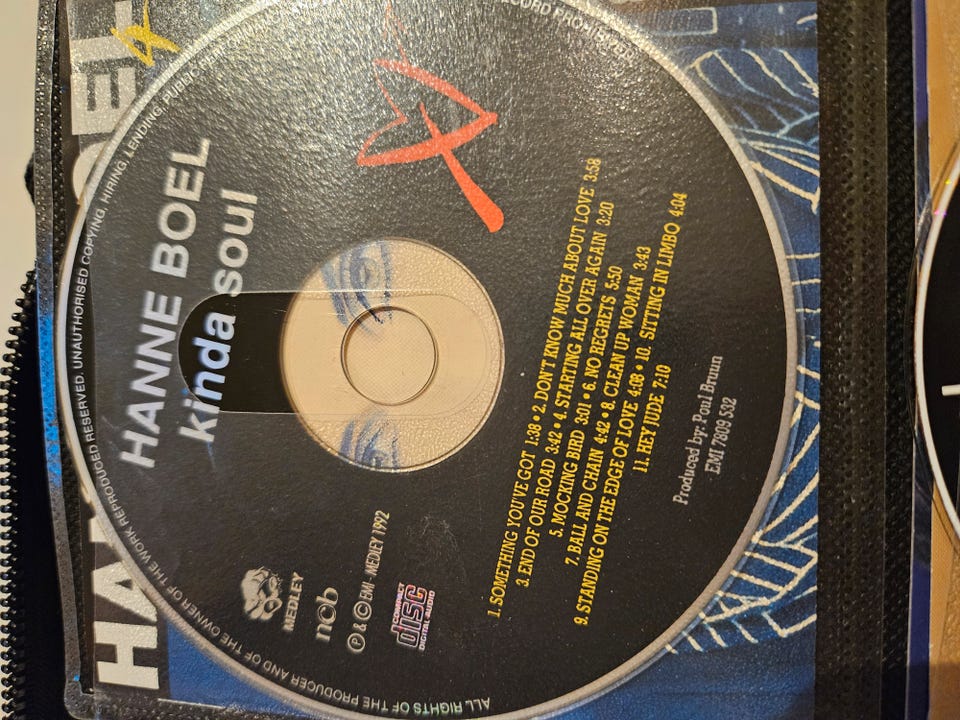 HANNE BOEL
kinda soul
MEDLEY
ncb
Ⓟ & Ⓒ EMI - MEDLEY 1992
COMPACT
disc
DIGITAL AUDIO
1. SOMETHING YOU'VE GOT 1:38 • 2. DON'T KNOW MUCH ABOUT LOVE 3:58
3. END OF OUR ROAD 3:42 • 4. STARTING ALL OVER AGAIN 3:20
5. MOCKING BIRD 3:01 • 6. NO REGRETS 5:50
7. BALL AND CHAIN 4:42 • 8. CLEAN UP WOMAN 3:43
9. STANDING ON THE EDGE OF LOVE 4:08 • 10. SITTING IN LIMBO 4:04
11. HEY JUDE 7:10
Produced by: Poul Bruun
EMI 7809532
ALL RIGHTS OF THE PRODUCER AND OF THE OWNER OF THE WORK REPRODUCED RESERVED. UNAUTHORISED COPYING, HIRING, LENDING, PUBLIC
RECORD PROHIBITED